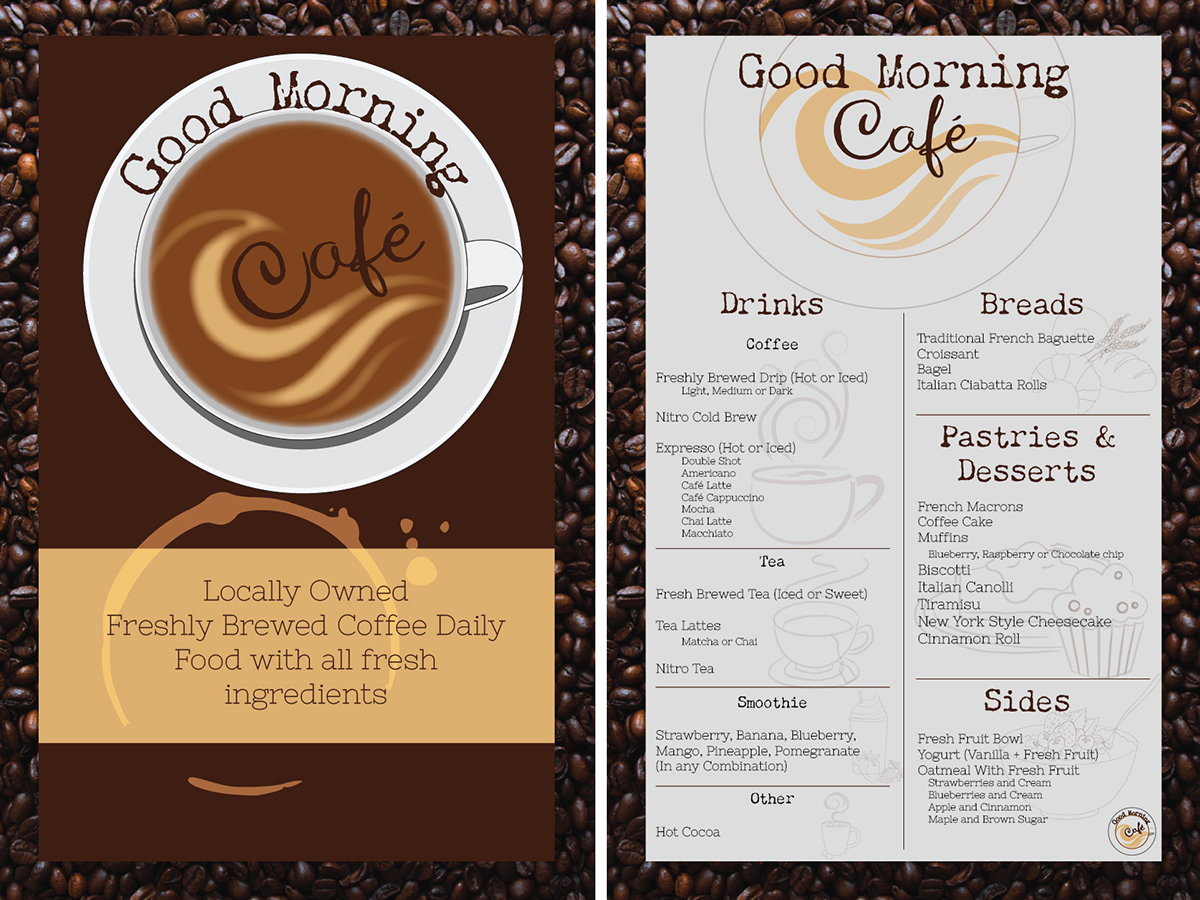 Good Morning
Café
Locally Owned
Freshly Brewed Coffee Daily
Food with all fresh
ingredients
Good Morning
Café
Drinks
Coffee
Freshly Brewed Drip (Hot or Iced)
Light, Medium or Dark
Nitro Cold Brew
Expresso (Hot or Iced)
Double Shot
Americano
Café Latte
Café Cappuccino
Mocha
Chai Latte
Macchiato
Tea
Fresh Brewed Tea (Iced or Sweet)
Tea Lattes
Matcha or Chai
Nitro Tea
Smoothie
Strawberry, Banana, Blueberry,
Mango, Pineapple, Pomegranate
(In any Combination)
Other
Hot Cocoa
Breads
Traditional French Baguette
Croissant
Bagel
Italian Ciabatta Rolls
Pastries &
Desserts
French Macrons
Coffee Cake
Muffins
Blueberry, Raspberry or Chocolate chip
Biscotti
Italian Canolli
Tiramisu
New York Style Cheesecake
Cinnamon Roll
Sides
Fresh Fruit Bowl
Yogurt (Vanilla + Fresh Fruit)
Oatmeal With Fresh Fruit
Strawberries and Cream
Blueberries and Cream
Apple and Cinnamon
Maple and Brown Sugar
Good Morning
Café